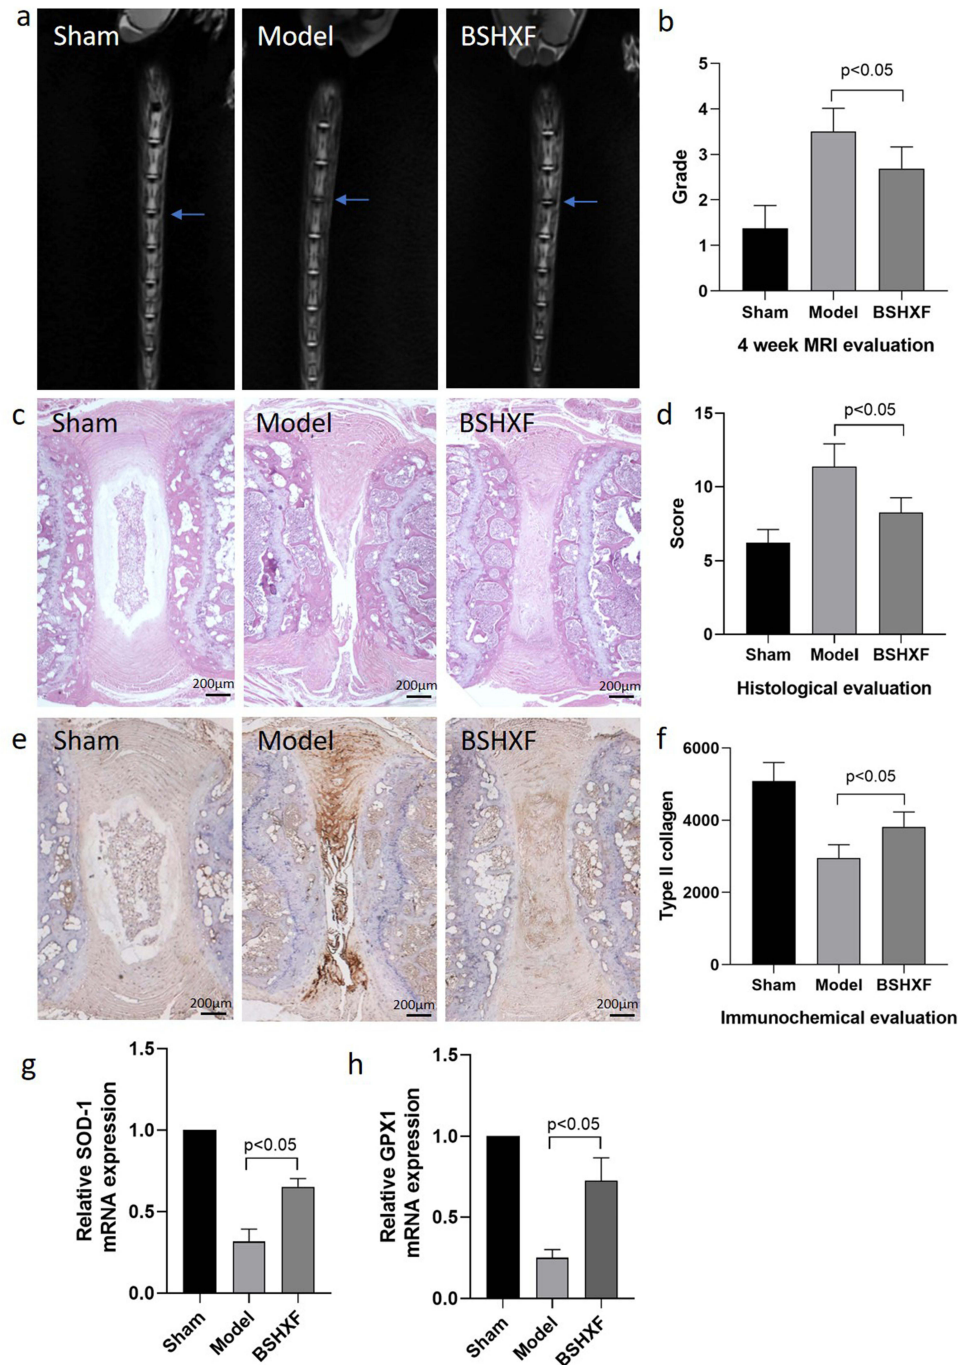 a
Sham
Model
BSHXF
b
5
4
3
2
1
0
Grade
p<0.05
Sham
Model
BSHXF
4 week MRI evaluation
c
Sham
Model
BSHXF
200μm
200μm
200μm
d
15
10
5
0
Score
p<0.05
Sham
Model
BSHXF
Histological evaluation
e
Sham
Model
BSHXF
200μm
200μm
200μm
f
6000
4000
2000
0
Type II collagen
p<0.05
Sham
Model
BSHXF
Immunochemical evaluation
g
1.5
1.0
0.5
0.0
Relative SOD-1
mRNA expression
p<0.05
Sham
Model
BSHXF
h
1.5
1.0
0.5
0.0
Relative GPX1
mRNA expression
p<0.05
Sham
Model
BSHXF